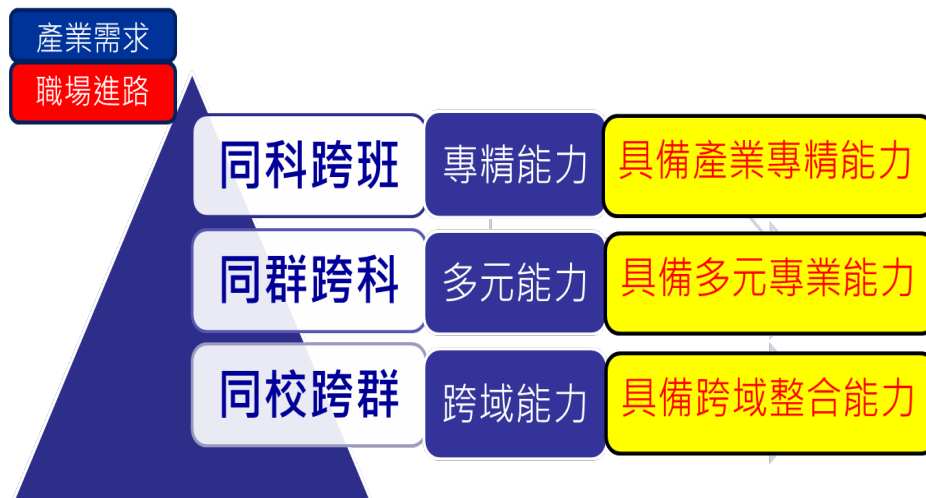 產業需求
職場進路
同科跨班
專精能力
具備產業專精能力
同群跨科
多元能力
具備多元專業能力
同校跨群
跨域能力
具備跨域整合能力